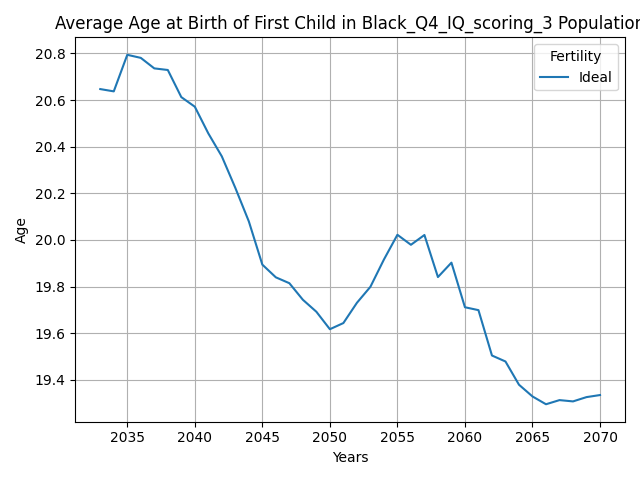 Average Age at Birth of First Child in Black_Q4_IQ_scoring_3 Population
Fertility
Ideal
Age
20.8
20.6
20.4
20.2
20.0
19.8
19.6
19.4
2035 2040 2045 2050 2055 2060 2065 2070
Years